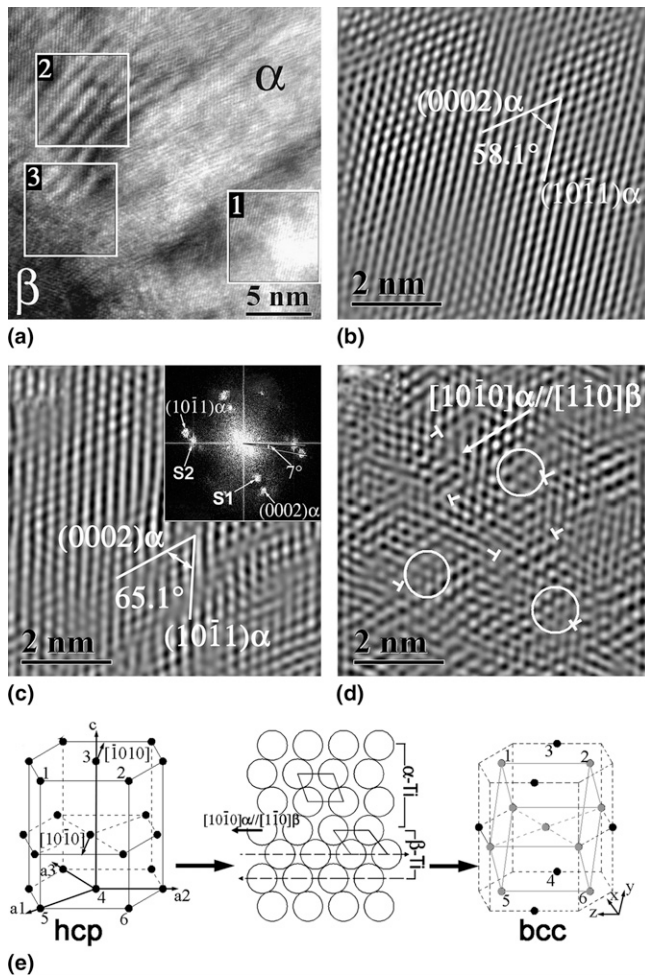 2
α
3
1
β
5 nm
(a)
(0002)α
58.1°
(101̄1)α
2 nm
(b)
(101̄1)α
S2
7°
S1
(0002)α
(0002)α
65.1°
(101̄1)α
2 nm
(c)
[101̄0]α//[11̄0]β
2 nm
(d)
c
3
[1̄010]
1
2
[101̄0]
a3
4
a1
a2
5
6
hcp
α-Ti
[101̄0]α//[11̄0]β
β-Ti
3
1
2
4
5
6
x
y
z
bcc
(e)